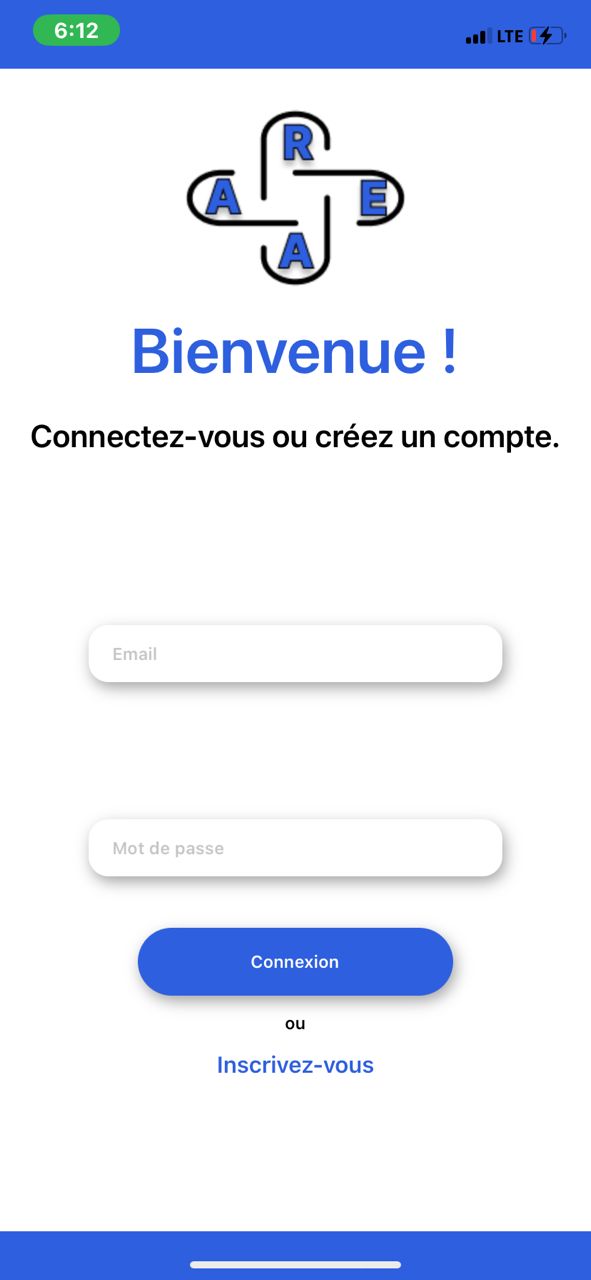 6:12 LTE
R
A E
A
Bienvenue !
Connectez-vous ou créez un compte.
Email
Mot de passe
Connexion
ou
Inscrivez-vous